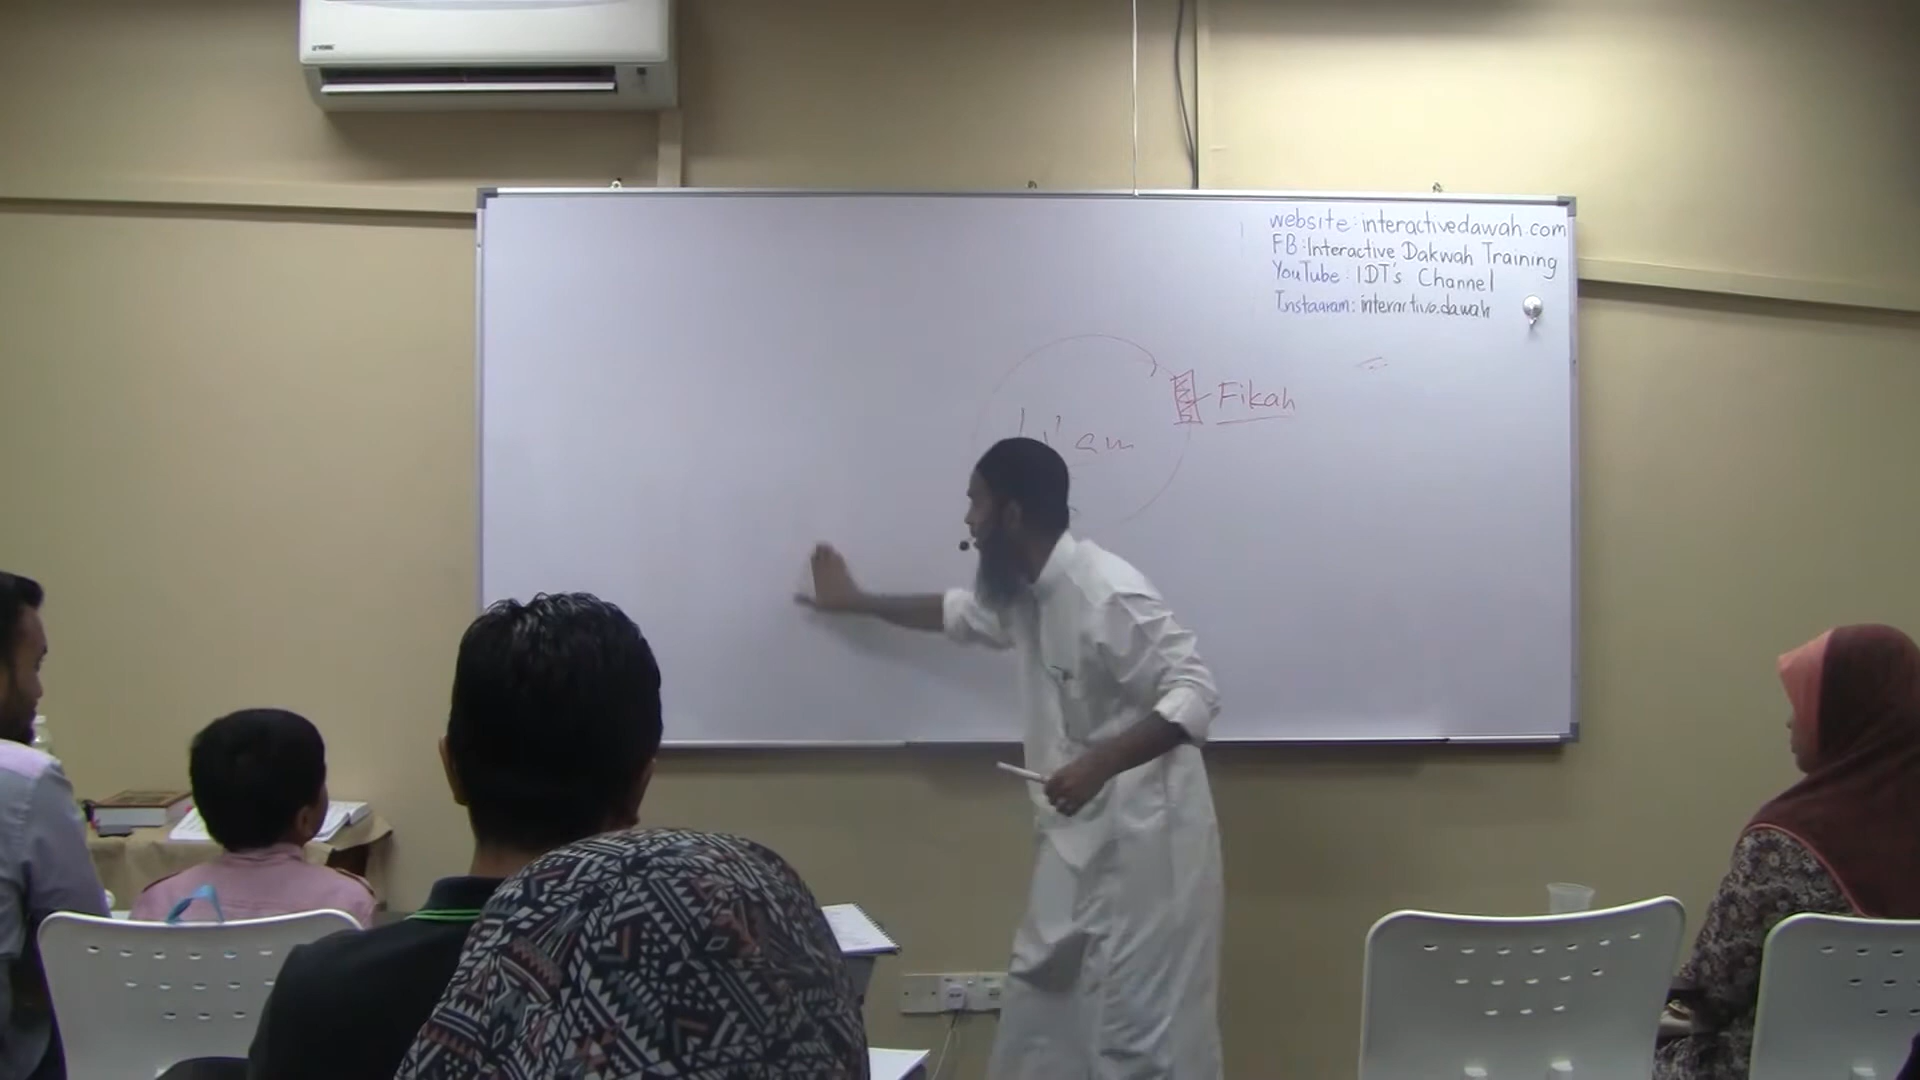 website: interactivedawah.com
FB: Interactive Dakwah Training
YouTube: IDT's Channel
Instagram: interactive.dawah
Fikah